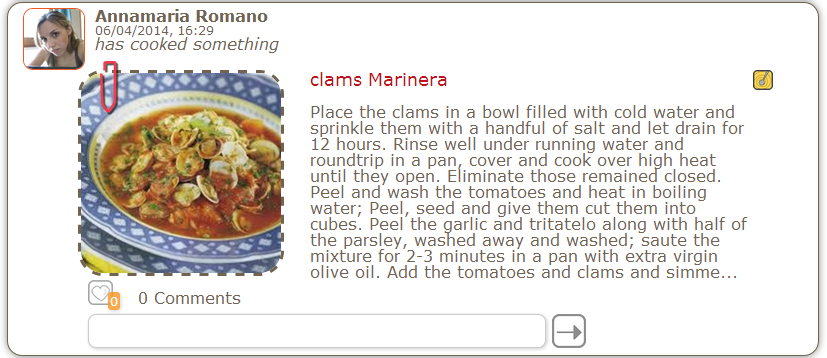 Annamaria Romano
06/04/2014, 16:29
has cooked something
clams Marinera
Place the clams in a bowl filled with cold water and
sprinkle them with a handful of salt and let drain for
12 hours. Rinse well under running water and
roundtrip in a pan, cover and cook over high heat
until they open. Eliminate those remained closed.
Peel and wash the tomatoes and heat in boiling
water; Peel, seed and give them cut them into
cubes. Peel the garlic and tritatelo along with half of
the parsley, washed away and washed; saute the
mixture for 2-3 minutes in a pan with extra virgin
olive oil. Add the tomatoes and clams and simme...
0
0 Comments